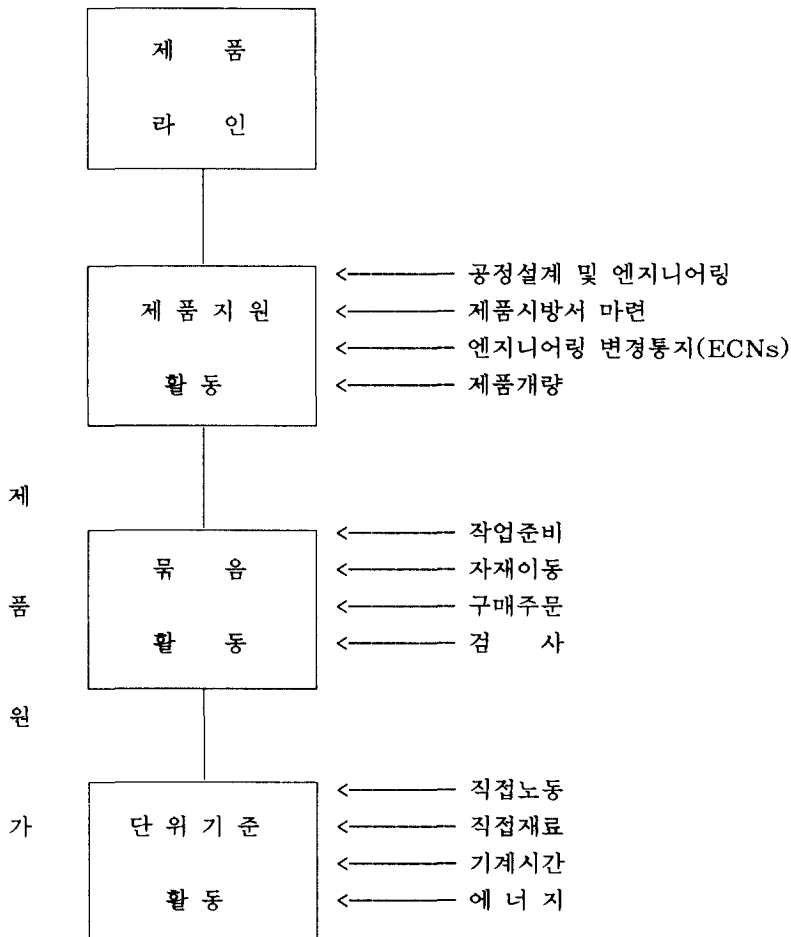 제 품
라 인
제 품 지 원
활 동
<———— 공정설계 및 엔지니어링
<———— 제품시방서 마련
<———— 엔지니어링 변경통지(ECNs)
<———— 제품개량
제
품
원
가
묶 음
활 동
<———— 작업준비
<———— 자재이동
<———— 구매주문
<———— 검 사
단 위 기 준
활 동
<———— 직접노동
<———— 직접재료
<———— 기계시간
<———— 에 너 지